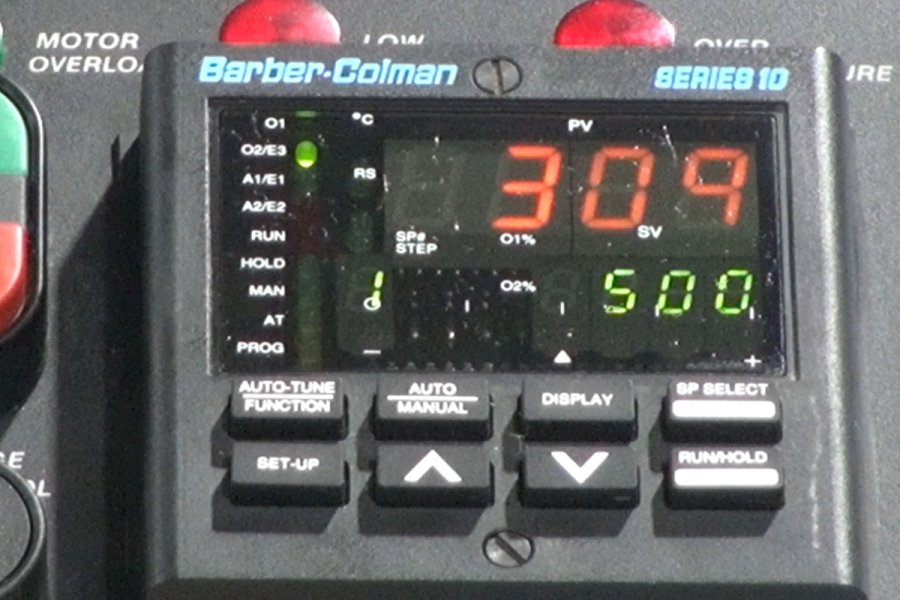 MOTOR
OVERLO
LOW
OVER
URE
Barber-Colman
SERIES 10
O1
°C
PV
O2/E3
A1/E1
RS
309
A2/E2
RUN
SP#
STEP
O1%
SV
HOLD
MAN
1
O2%
500
AT
PROG
AUTO-TUNE
FUNCTION
AUTO
MANUAL
DISPLAY
SP SELECT
SET-UP
RUN/HOLD